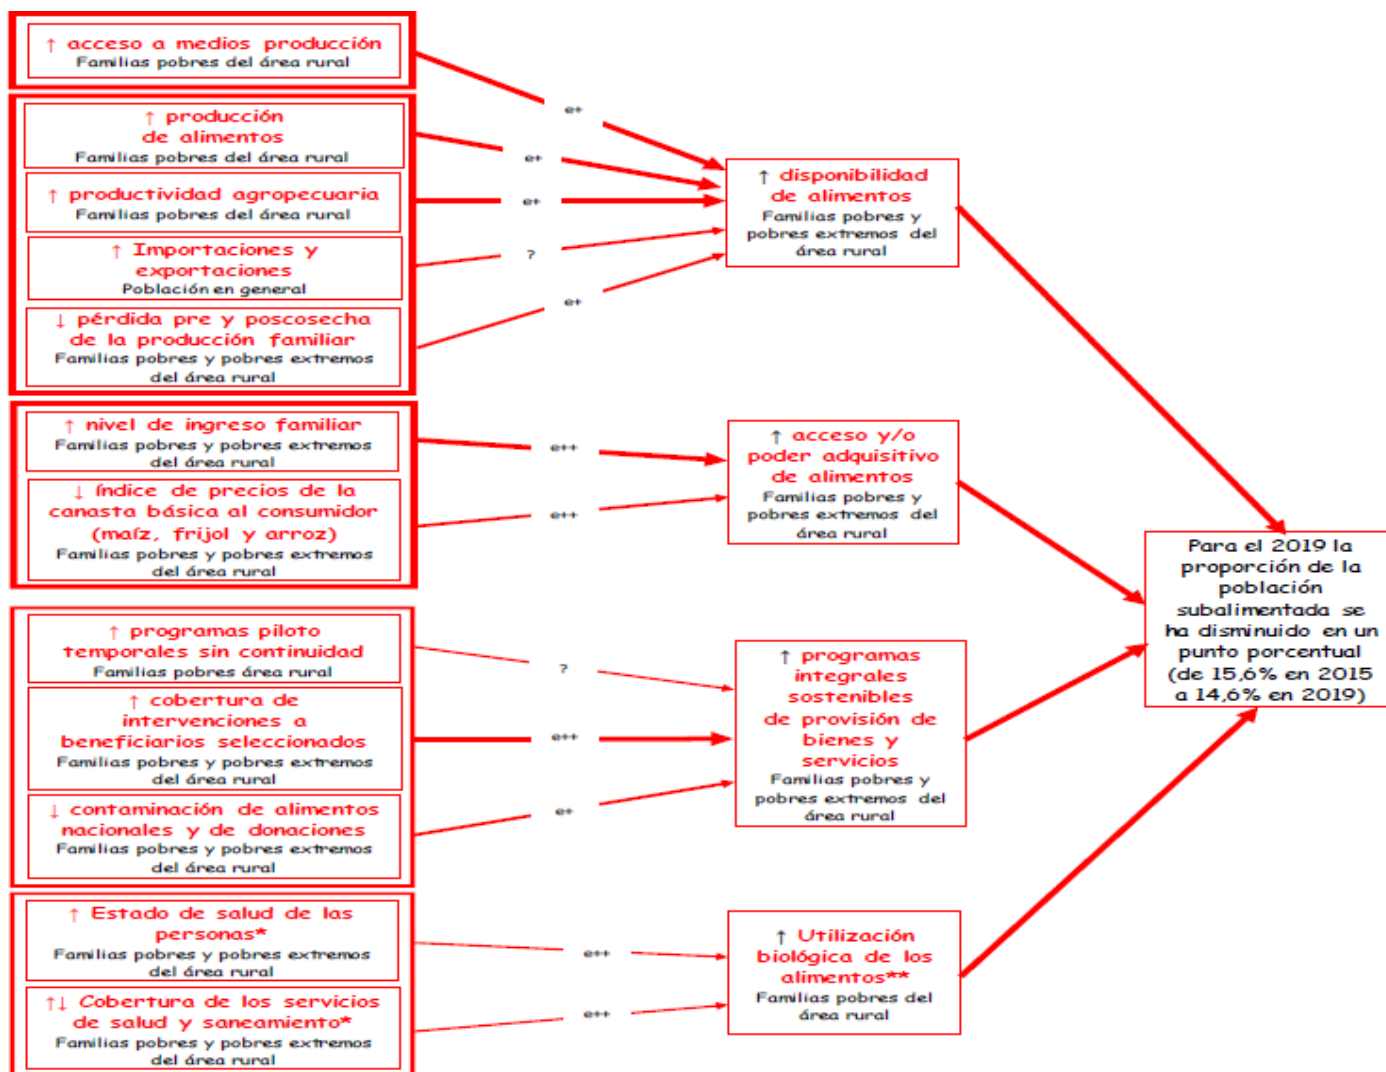 ↑ acceso a medios producción
Familias pobres del área rural
e+
↑ producción
de alimentos
Familias pobres del área rural
e+
↑ productividad agropecuaria
Familias pobres del área rural
e+
↑ Importaciones y
exportaciones
Población en general
?
↓ pérdida pre y poscosecha
de la producción familiar
Familias pobres y pobres extremos
del área rural
e+
↑ disponibilidad
de alimentos
Familias pobres y
pobres extremos del
área rural
↑ nivel de ingreso familiar
Familias pobres y pobres extremos
del área rural
e++
↓ índice de precios de la
canasta básica al consumidor
(maíz, frijol y arroz)
Familias pobres y pobres extremos
del área rural
e++
↑ acceso y/o
poder adquisitivo
de alimentos
Familias pobres y
pobres extremos del
área rural
↑ programas piloto
temporales sin continuidad
Familias pobres área rural
?
↑ cobertura de
intervenciones a
beneficiarios seleccionados
Familias pobres y pobres extremos
del área rural
e++
↓ contaminación de alimentos
nacionales y de donaciones
Familias pobres y pobres extremos
del área rural
e+
↑ programas
integrales
sostenibles
de provisión de
bienes y
servicios
Familias pobres y
pobres extremos del
área rural
↑ Estado de salud de las
personas*
Familias pobres y pobres extremos
del área rural
e++
↑↓ Cobertura de los servicios
de salud y saneamiento*
Familias pobres y pobres extremos
del área rural
e++
↑ Utilización
biológica de los
alimentos**
Familias pobres del
área rural
Para el 2019 la
proporción de la
población
subalimentada se
ha disminuido en un
punto porcentual
(de 15,6% en 2015
a 14,6% en 2019)